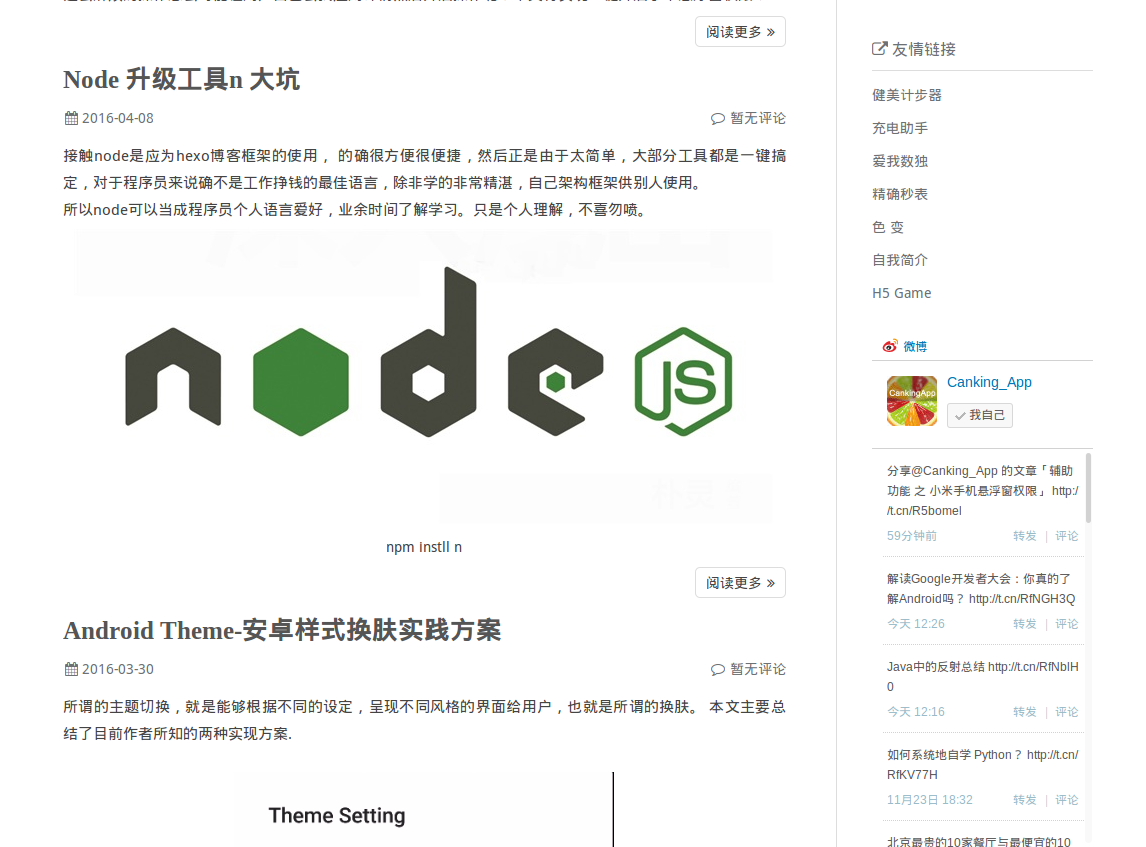 阅读更多 »
Node 升级工具n 大坑
2016-04-08
暂无评论
接触node是应为hexo博客框架的使用， 的确很方便很便捷，然后正是由于太简单，大部分工具都是一键搞
定，对于程序员来说确不是工作挣钱的最佳语言，除非学的非常精湛，自己架构框架供别人使用。
所以node可以当成程序员个人语言爱好，业余时间了解学习。只是个人理解，不喜勿喷。
node
JS
npm instll n
阅读更多 »
Android Theme-安卓样式换肤实践方案
2016-03-30
暂无评论
所谓的主题切换，就是能够根据不同的设定，呈现不同风格的界面给用户，也就是所谓的换肤。 本文主要总
结了目前作者所知的两种实现方案.
Theme Setting
友情链接
健美计步器
充电助手
爱我数独
精确秒表
色 变
自我简介
H5 Game
微博
CankingApp
Canking_App
我自己
分享@Canking_App 的文章「辅助
功能 之 小米手机悬浮窗权限」 http:/
/t.cn/R5bomel
59分钟前 转发 | 评论
解读Google开发者大会：你真的了
解Android吗？ http://t.cn/RfNGH3Q
今天 12:26 转发 | 评论
Java中的反射总结 http://t.cn/RfNbIH
0
今天 12:16 转发 | 评论
如何系统地自学 Python？ http://t.cn/
RfKV77H
11月23日 18:32 转发 | 评论
北京最贵的10家餐厅与最便宜的10